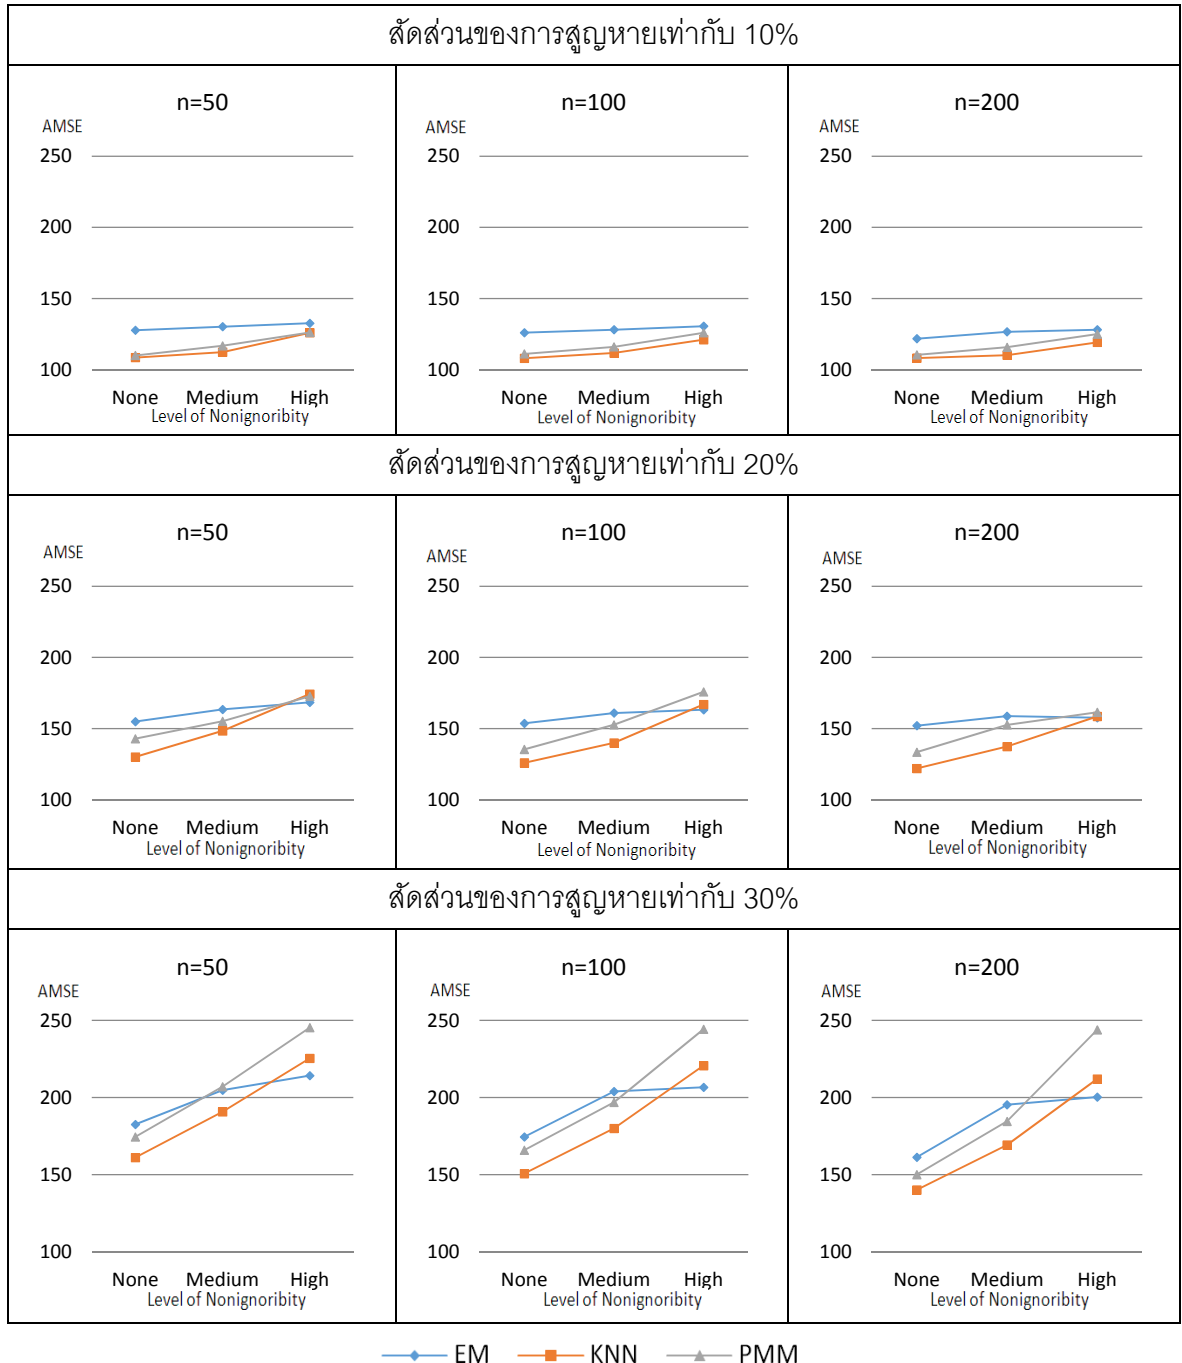 สัดส่วนของการสูญหายเท่ากับ 10%
n=50
AMSE
250
200
150
100
None Medium High
Level of Nonignoribity
n=100
AMSE
250
200
150
100
None Medium High
Level of Nonignoribity
n=200
AMSE
250
200
150
100
None Medium High
Level of Nonignoribity
สัดส่วนของการสูญหายเท่ากับ 20%
n=50
AMSE
250
200
150
100
None Medium High
Level of Nonignoribity
n=100
AMSE
250
200
150
100
None Medium High
Level of Nonignoribity
n=200
AMSE
250
200
150
100
None Medium High
Level of Nonignoribity
สัดส่วนของการสูญหายเท่ากับ 30%
n=50
AMSE
250
200
150
100
None Medium High
Level of Nonignoribity
n=100
AMSE
250
200
150
100
None Medium High
Level of Nonignoribity
n=200
AMSE
250
200
150
100
None Medium High
Level of Nonignoribity
EM KNN PMM